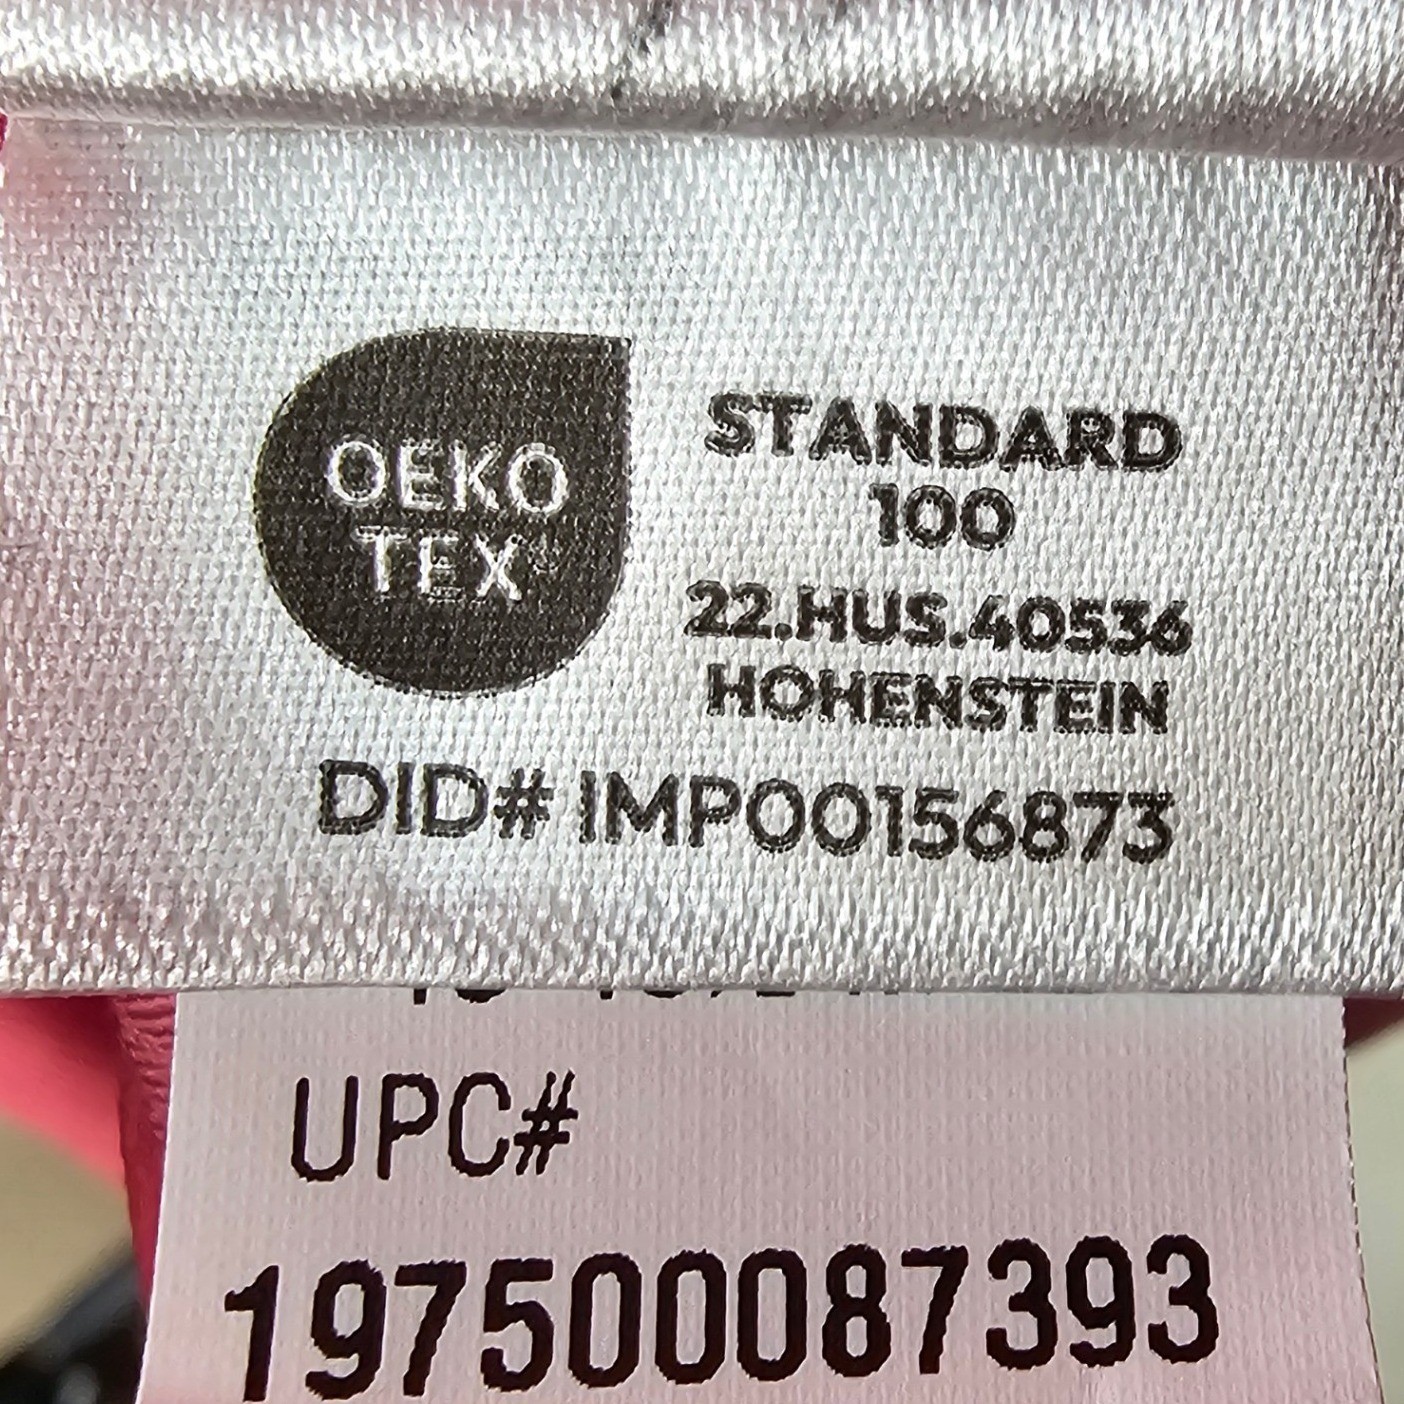 OEKO
TEX®
STANDARD
100
22.HUS.40536
HOHENSTEIN
DID# IMP00156873
UPC#
197500087393